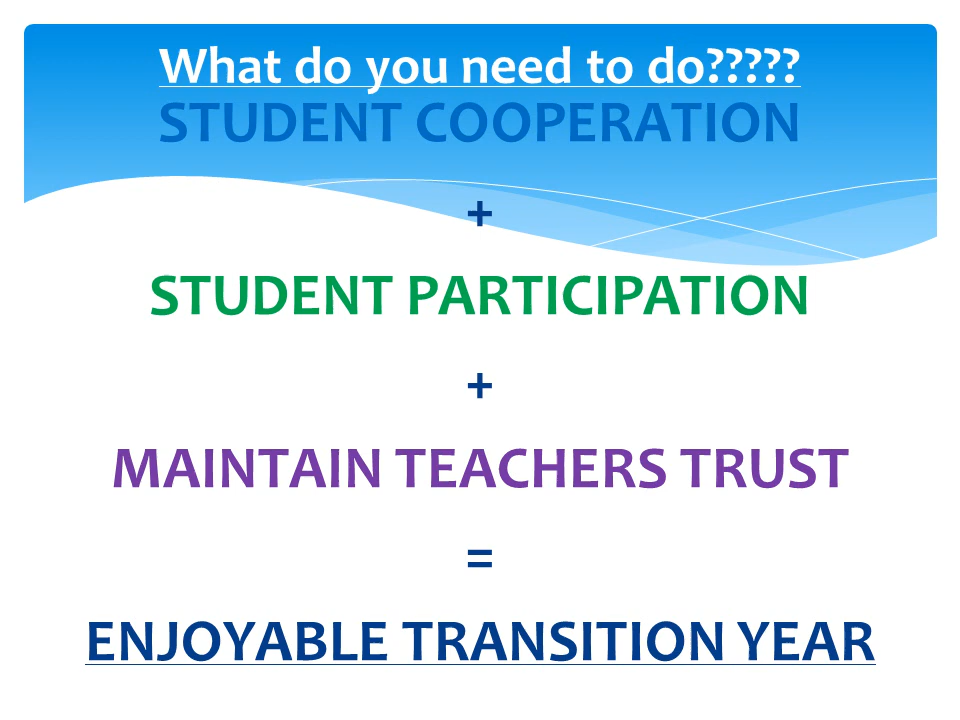 What do you need to do?????
STUDENT COOPERATION
+
STUDENT PARTICIPATION
+
MAINTAIN TEACHERS TRUST
=
ENJOYABLE TRANSITION YEAR